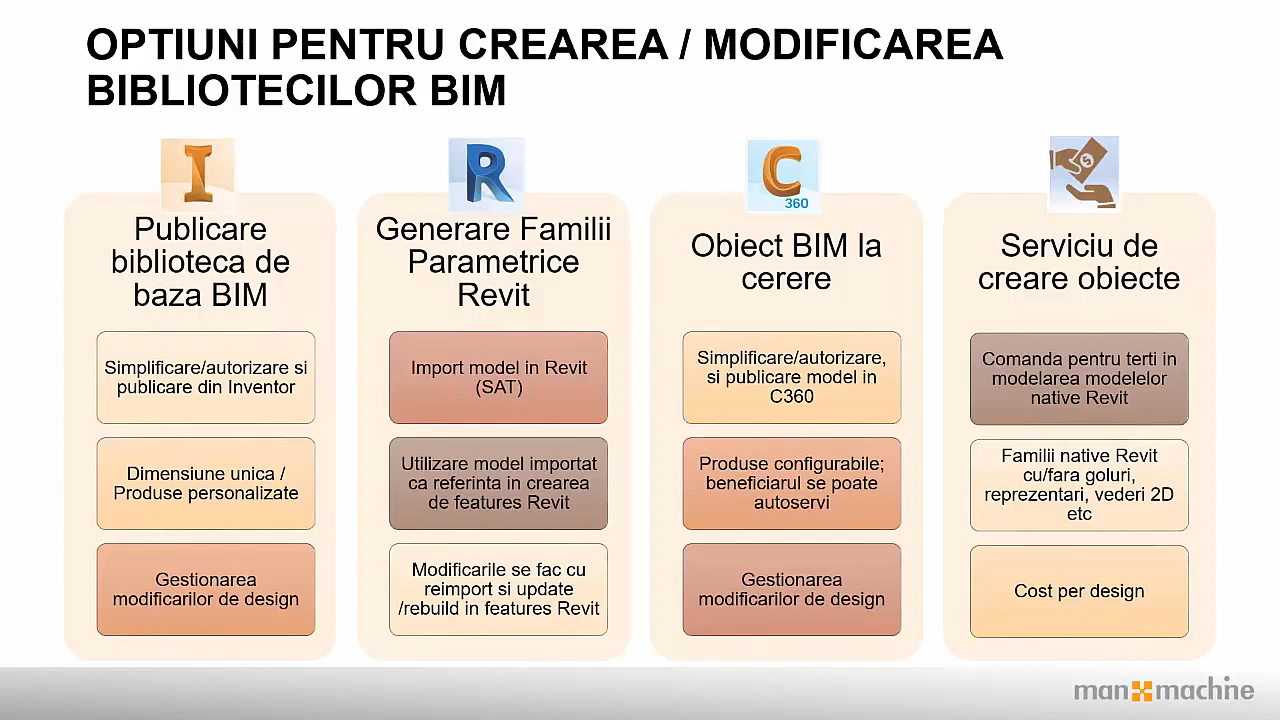 OPTIUNI PENTRU CREAREA / MODIFICAREA
BIBLIOTECILOR BIM
I
Publicare
biblioteca de
baza BIM
Simplificare/autorizare si
publicare din Inventor
Dimensiune unica /
Produse personalizate
Gestionarea
modificarilor de design
R
Generare Familii
Parametrice
Revit
Import model in Revit
(SAT)
Utilizare model importat
ca referinta in crearea
de features Revit
Modificarile se fac cu
reimport si update
/rebuild in features Revit
C
360
Obiect BIM la
cerere
Simplificare/autorizare,
si publicare model in
C360
Produse configurabile;
beneficiarul se poate
autoservi
Gestionarea
modificarilor de design
$
Serviciu de
creare obiecte
Comanda pentru terti in
modelarea modelelor
native Revit
Familii native Revit
cu/fara goluri,
reprezentari, vederi 2D
etc
Cost per design
man machine